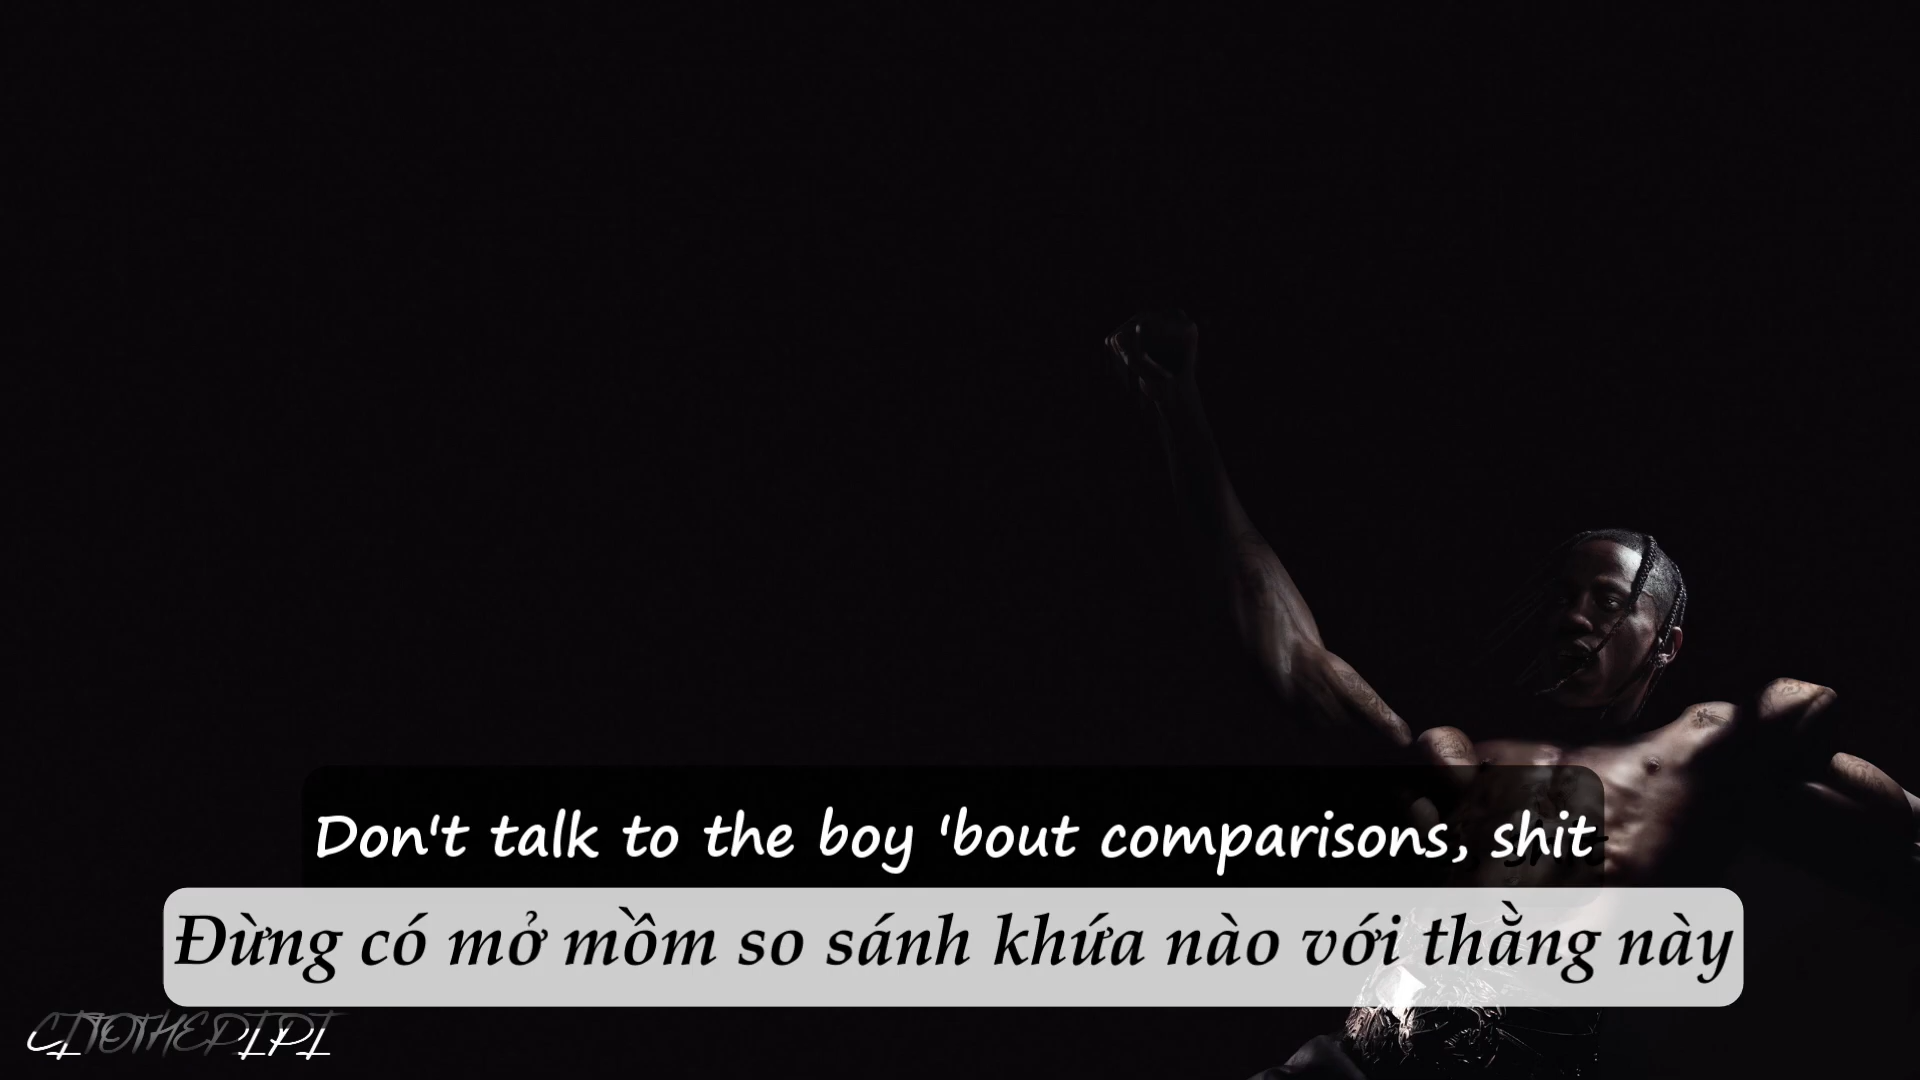 Don't talk to the boy 'bout comparisons, shit
Đừng có mở mồm so sánh khứa nào với thằng này
CITOTHEPIPI